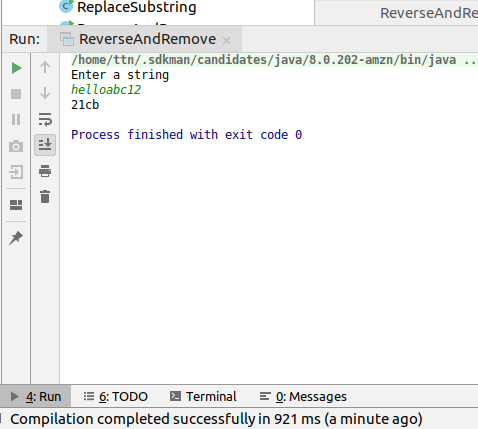 ReplaceSubstring
ReverseAndRe
Run: ReverseAndRemove
/home/ttn/.sdkman/candidates/java/8.0.202-amzn/bin/java ...
Enter a string
helloabc12
21cb
Process finished with exit code 0
4: Run 6: TODO Terminal 0: Messages
Compilation completed successfully in 921 ms (a minute ago)